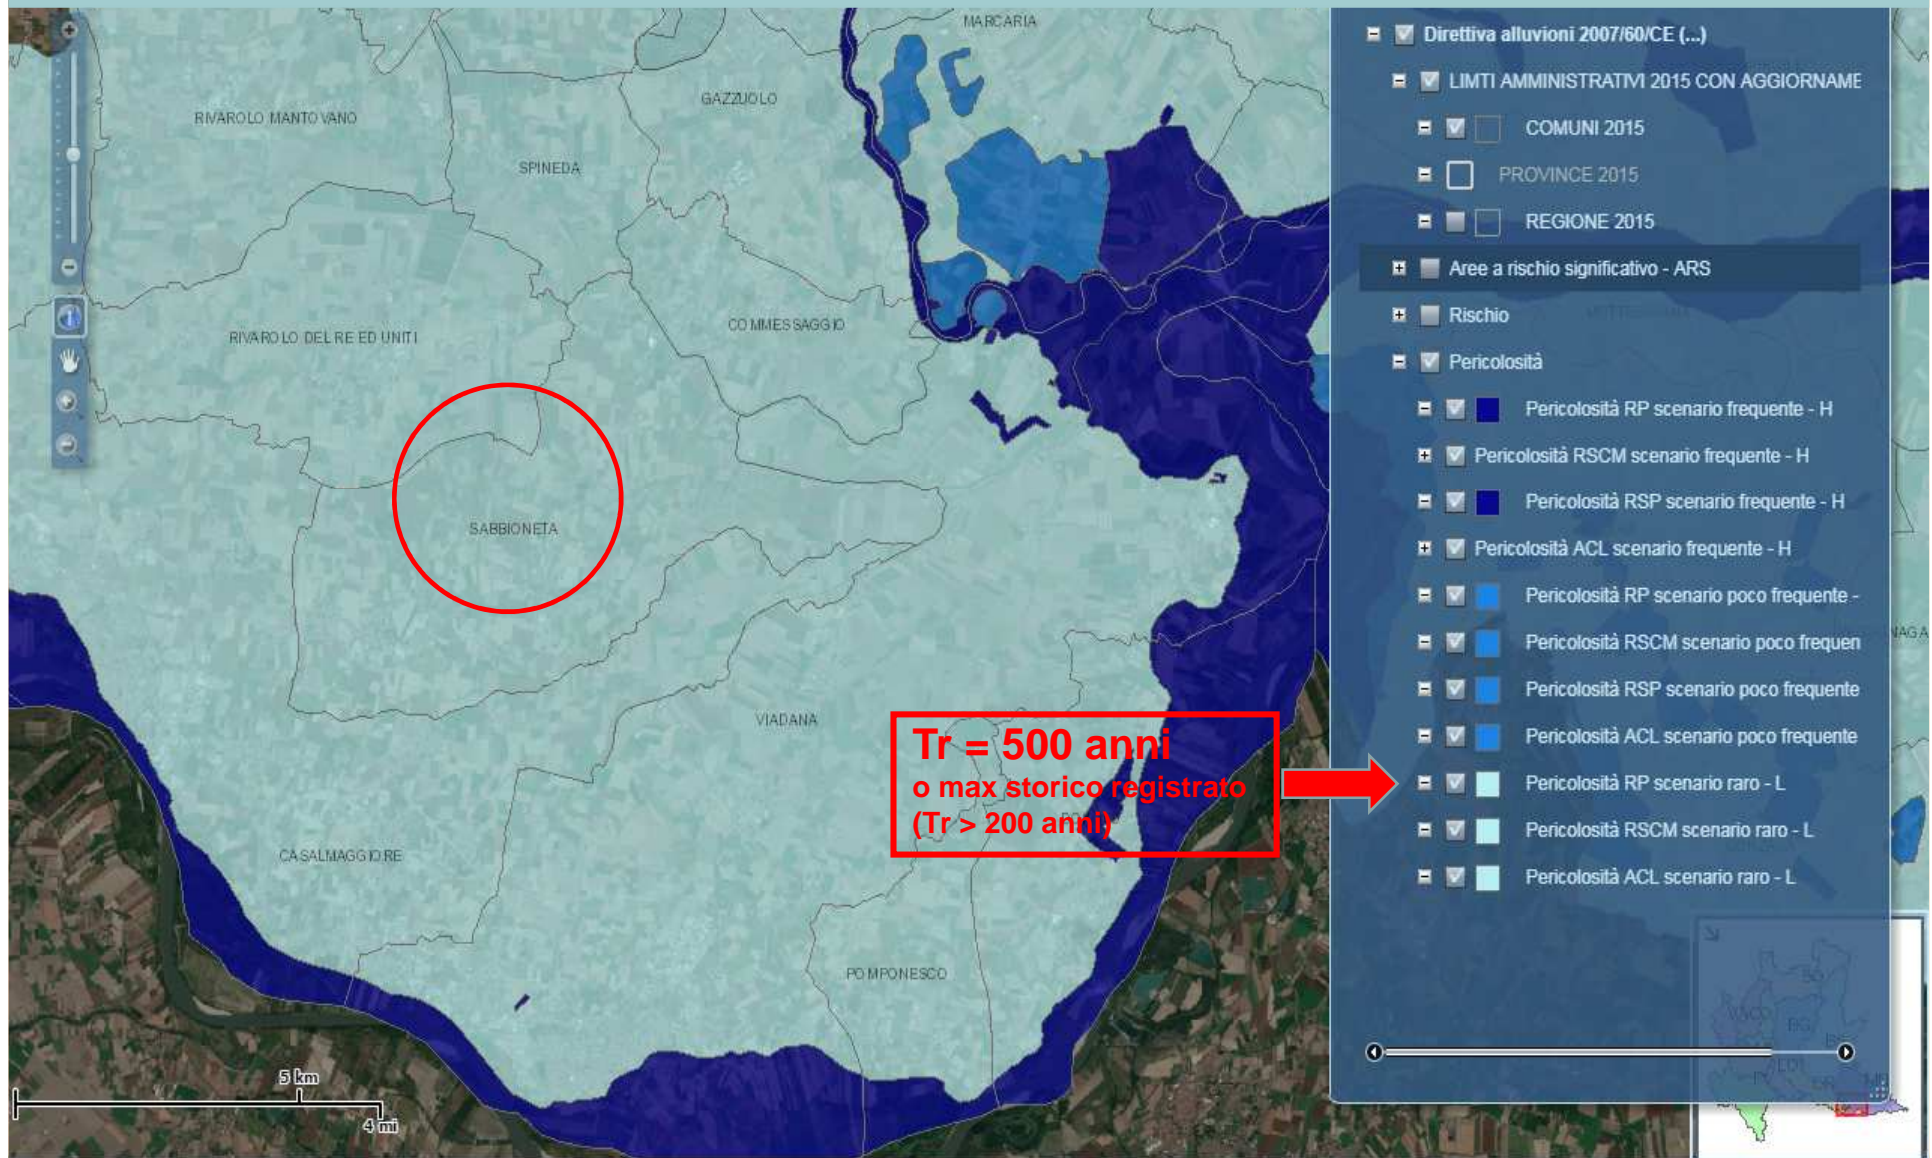 MARCARIA
GAZZUOLO
RIVAROLO MANTOVANO
SPINEDA
RIVAROLO DEL RE ED UNITI
COMMESSAGGIO
SABBIONETA
VIADANA
CASALMAGGIORE
POMPONESCO
Tr = 500 anni
o max storico registrato
(Tr > 200 anni)
5 km
4 mi
Direttiva alluvioni 2007/60/CE (...)
LIMTI AMMINISTRATIVI 2015 CON AGGIORNAME
COMUNI 2015
PROVINCE 2015
REGIONE 2015
Aree a rischio significativo - ARS
Rischio
Pericolosità
Pericolosità RP scenario frequente - H
Pericolosità RSCM scenario frequente - H
Pericolosità RSP scenario frequente - H
Pericolosità ACL scenario frequente - H
Pericolosità RP scenario poco frequente -
Pericolosità RSCM scenario poco frequen
Pericolosità RSP scenario poco frequente
Pericolosità ACL scenario poco frequente
Pericolosità RP scenario raro - L
Pericolosità RSCM scenario raro - L
Pericolosità ACL scenario raro - L
NAGA
SO
BG